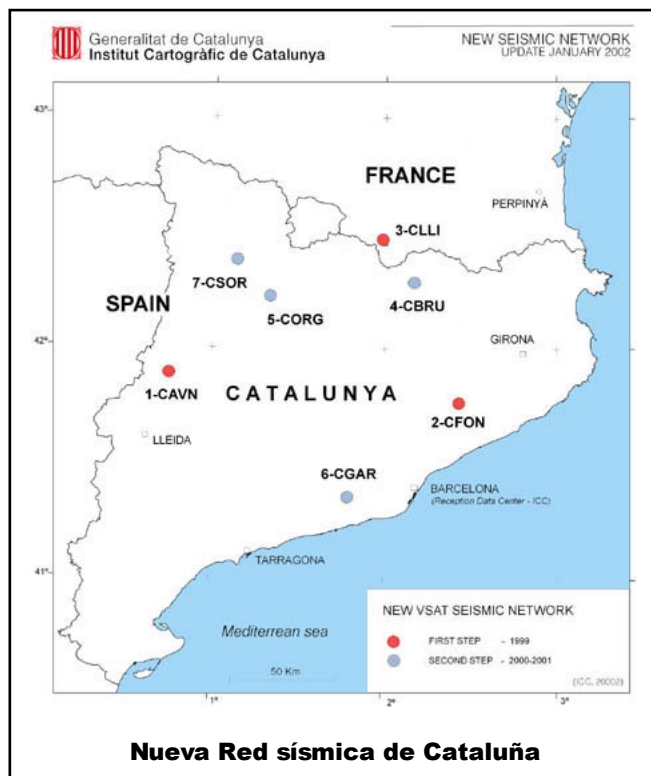 Generalitat de Catalunya
Institut Cartogràfic de Catalunya
NEW SEISMIC NETWORK
UPDATE JANUARY 2002
43°
FRANCE
PERPINYÀ
3-CLLI
7-CSOR
5-CORG
4-CBRU
SPAIN
42°
GIRONA
1-CAVN
CATALUNYA
2-CFON
LLEIDA
6-CGAR
BARCELONA
(Reception Data Center - ICC)
TARRAGONA
41°
NEW VSAT SEISMIC NETWORK
Mediterrean sea
FIRST STEP - 1999
SECOND STEP - 2000-2001
50 Km
(ICC, 20002)
1°
2°
3°
Nueva Red sísmica de Cataluña